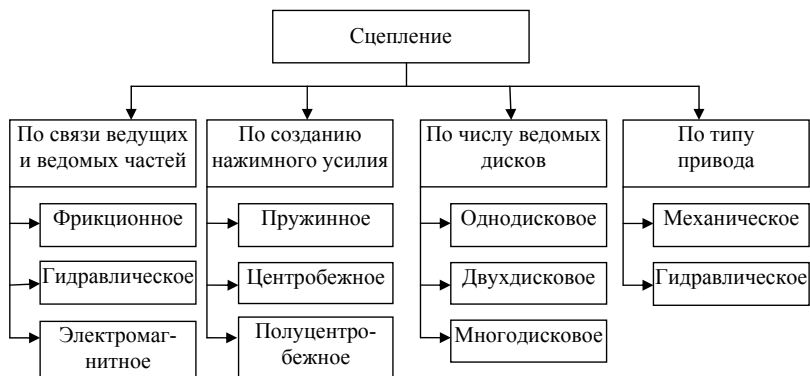 Сцепление
По связи ведущих
и ведомых частей
Фрикционное
Гидравлическое
Электромаг-
нитное
По созданию
нажимного усилия
Пружинное
Центробежное
Полуцентро-
бежное
По числу ведомых
дисков
Однодисковое
Двухдисковое
Многодисковое
По типу
привода
Механическое
Гидравлическое